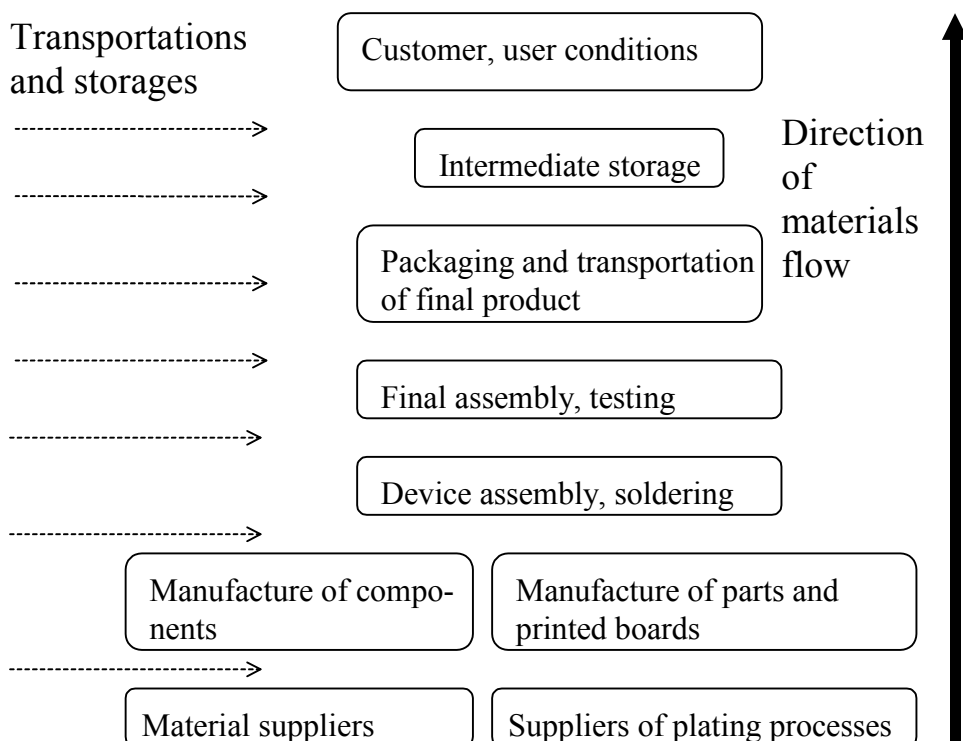 Transportations
and storages
Customer, user conditions
Direction
of
materials
flow
Intermediate storage
Packaging and transportation
of final product
Final assembly, testing
Device assembly, soldering
Manufacture of compo-
nents
Manufacture of parts and
printed boards
Material suppliers
Suppliers of plating processes